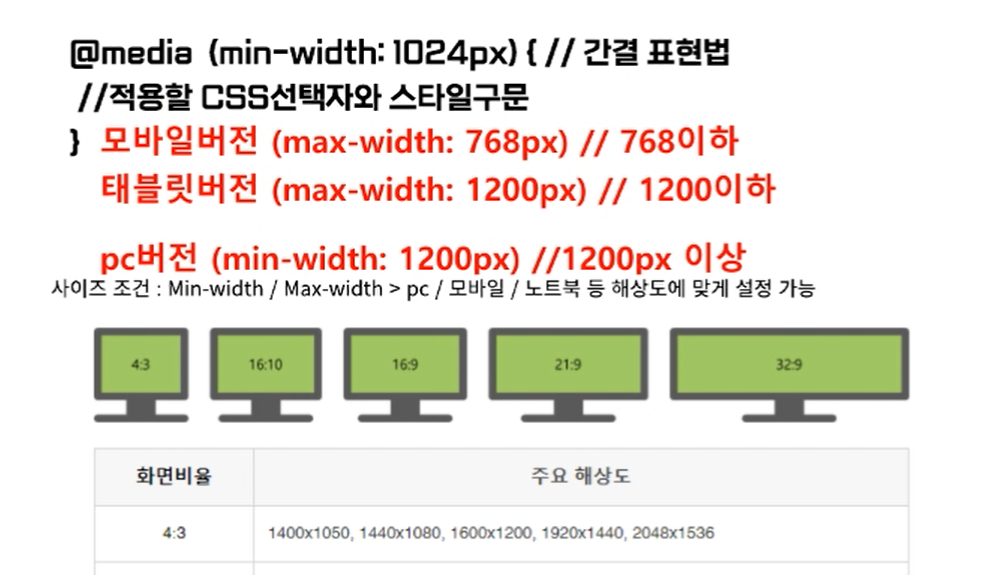 @media (min-width: 1024px) { // 간결 표현법
//적용할 CSS선택자와 스타일구문
} 모바일버전 (max-width: 768px) // 768이하
태블릿버전 (max-width: 1200px) // 1200이하
pc버전 (min-width: 1200px) //1200px 이상
사이즈 조건 : Min-width / Max-width > pc / 모바일 / 노트북 등 해상도에 맞게 설정 가능
4:3 16:10 16:9 21:9 32:9
화면비율 주요 해상도
4:3 1400x1050, 1440x1080, 1600x1200, 1920x1440, 2048x1536